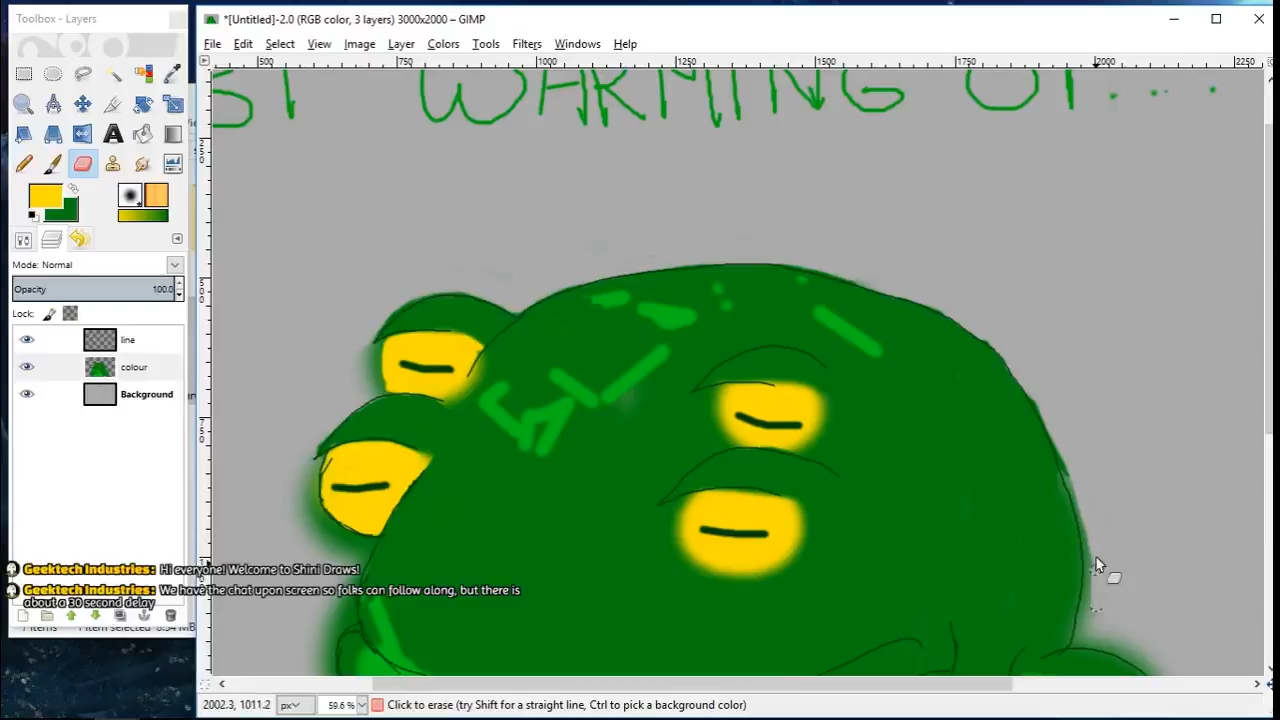 Toolbox - Layers
*[Untitled]-2.0 (RGB color, 3 layers) 3000x2000 – GIMP
File Edit Select View Image Layer Colors Tools Filters Windows Help
500 750 1000 1250 1500 1750 2000 2250
ST WARMING UP.....
Mode: Normal
Opacity 100.0
Lock:
line
colour
Background
Geektech Industries: Hi everyone! Welcome to Shini Draws!
Geektech Industries: We have the chat upon screen so folks can follow along, but there is
about a 30 second delay
2002.3, 1011.2 px 59.6 % Click to erase (try Shift for a straight line, Ctrl to pick a background color)